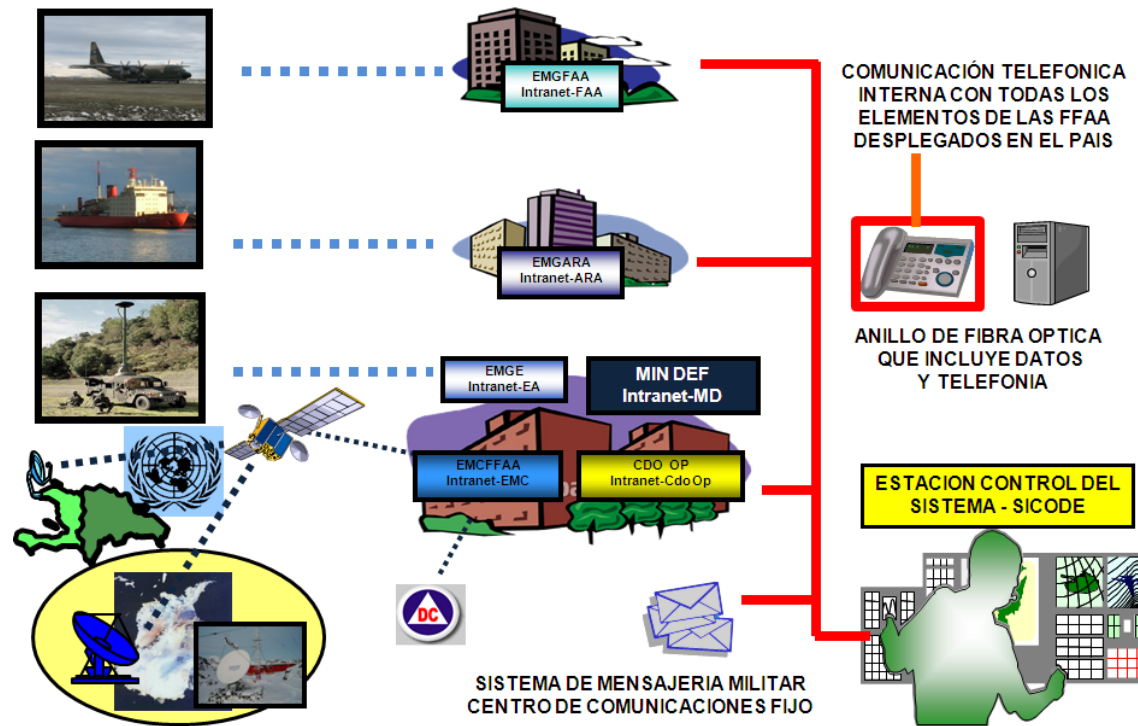 EMGFAA
Intranet-FAA
COMUNICACIÓN TELEFONICA
INTERNA CON TODAS LOS
ELEMENTOS DE LAS FFAA
DESPLEGADOS EN EL PAIS
EMGARA
Intranet-ARA
ANILLO DE FIBRA OPTICA
QUE INCLUYE DATOS
Y TELEFONIA
EMGE
Intranet-EA
MIN DEF
Intranet-MD
EMCFFAA
Intranet-EMC
CDO OP
Intranet-CdoOp
ESTACION CONTROL DEL
SISTEMA - SICODE
DC
SISTEMA DE MENSAJERIA MILITAR
CENTRO DE COMUNICACIONES FIJO